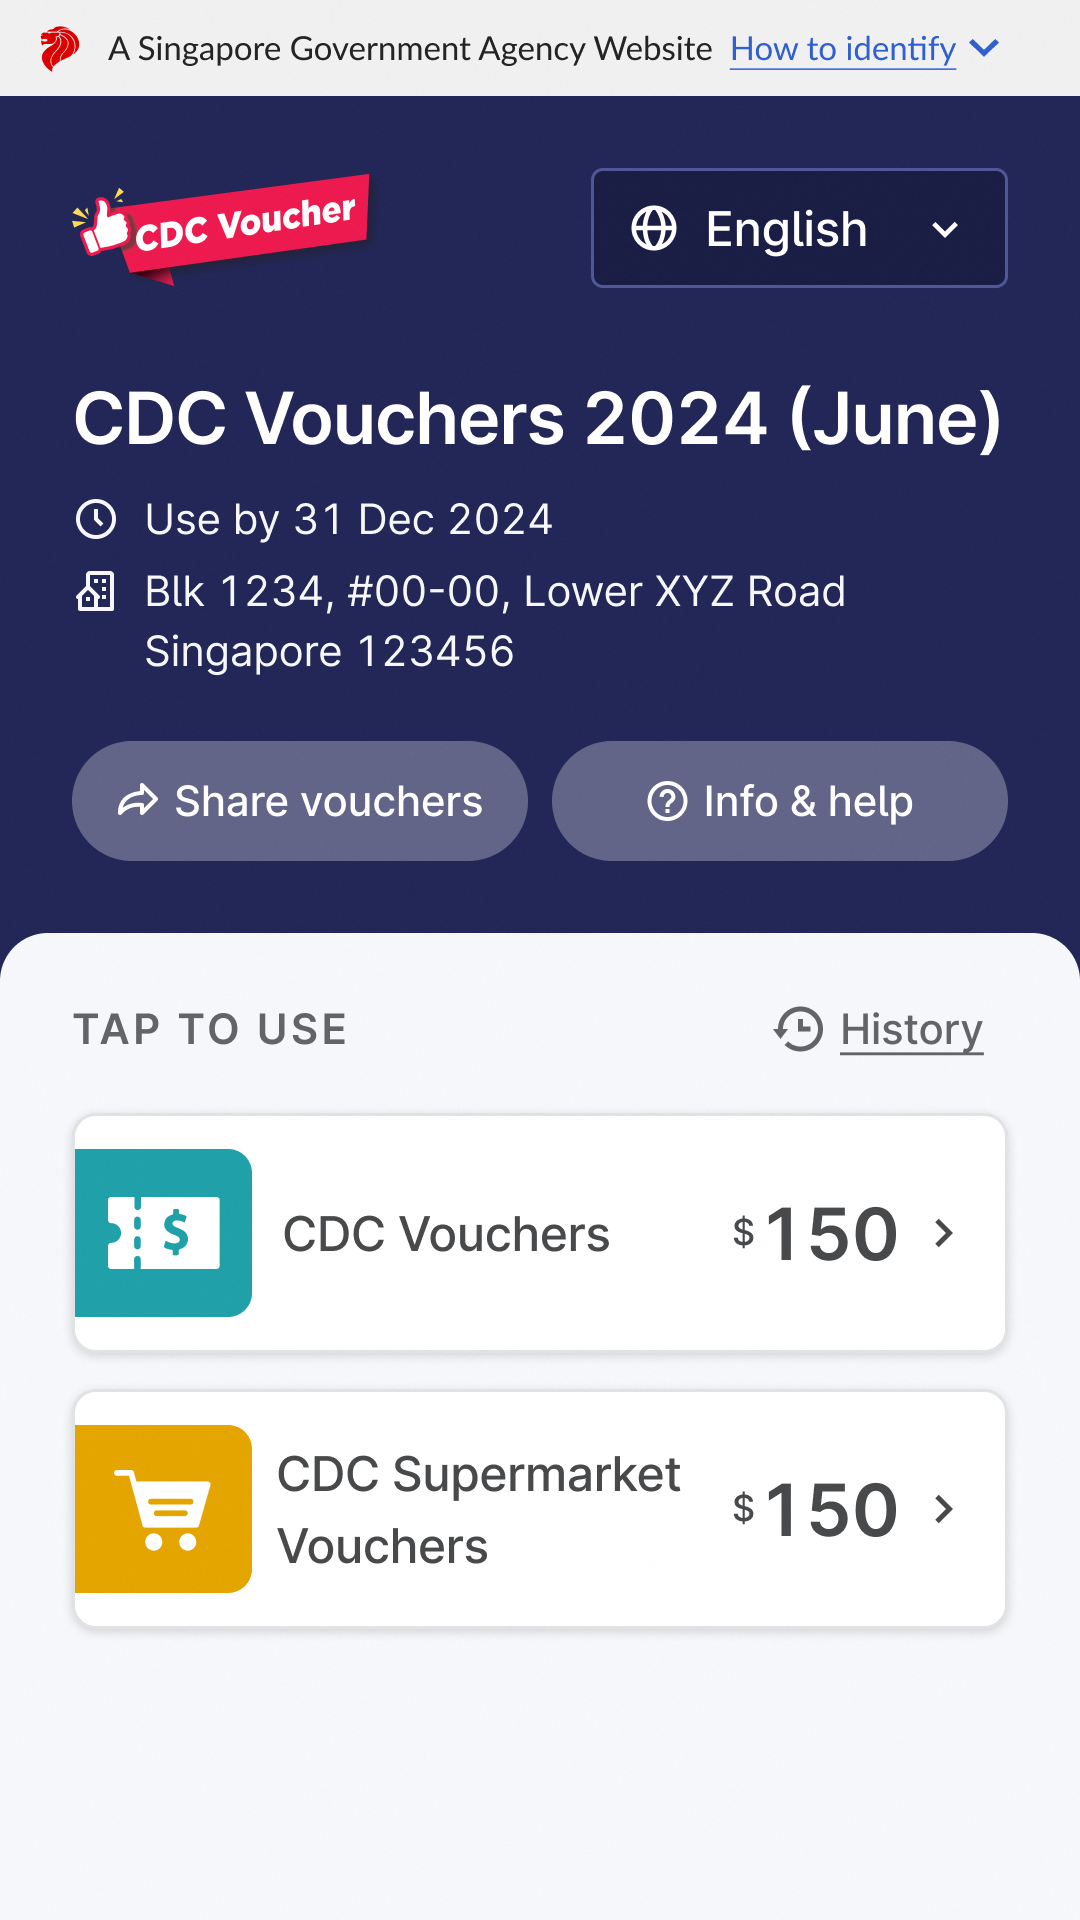 A Singapore Government Agency Website How to identify
CDC Voucher
English
CDC Vouchers 2024 (June)
Use by 31 Dec 2024
Blk 1234, #00-00, Lower XYZ Road
Singapore 123456
Share vouchers
Info & help
TAP TO USE
History
$
CDC Vouchers
$150
CDC Supermarket
Vouchers
$150